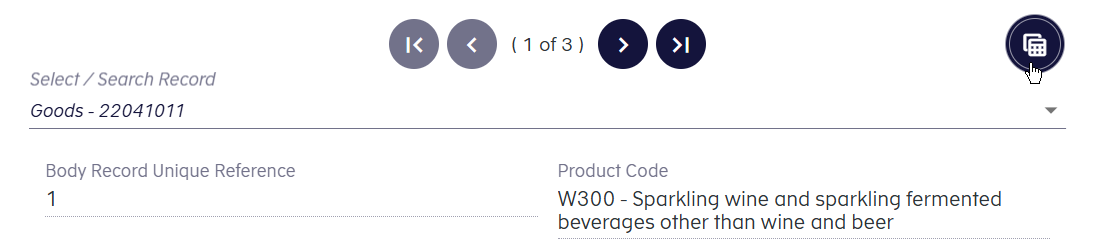 ( 1 of 3 )
Select / Search Record
Goods - 22041011
Body Record Unique Reference
1
Product Code
W300 - Sparkling wine and sparkling fermented
beverages other than wine and beer